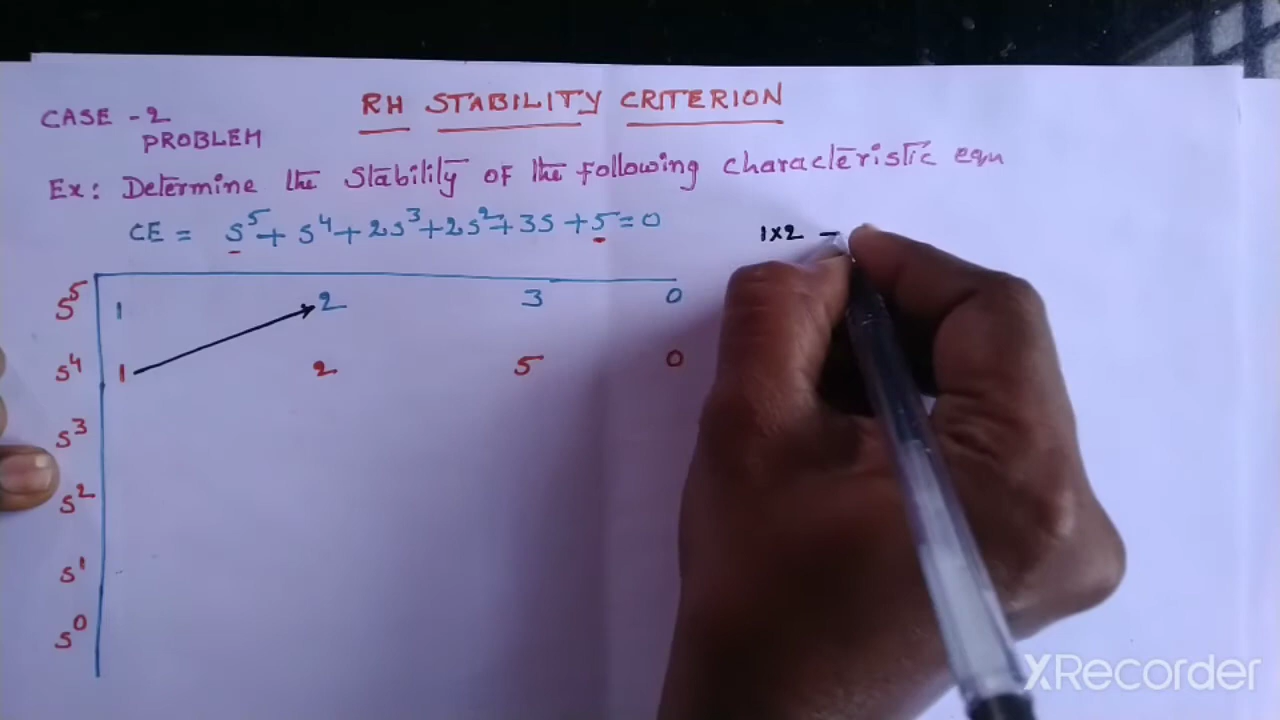 RH STABILITY CRITERION
CASE - 2
PROBLEM
Ex: Determine the Stability of the following characteristic eqn
CE = s⁵ + s⁴ + 2s³ + 2s² + 3s + 5 = 0
1×2 -
s⁵ 1 2 3 0
s⁴ 1 2 5 0
s³
s²
s¹
s⁰
XRecorder